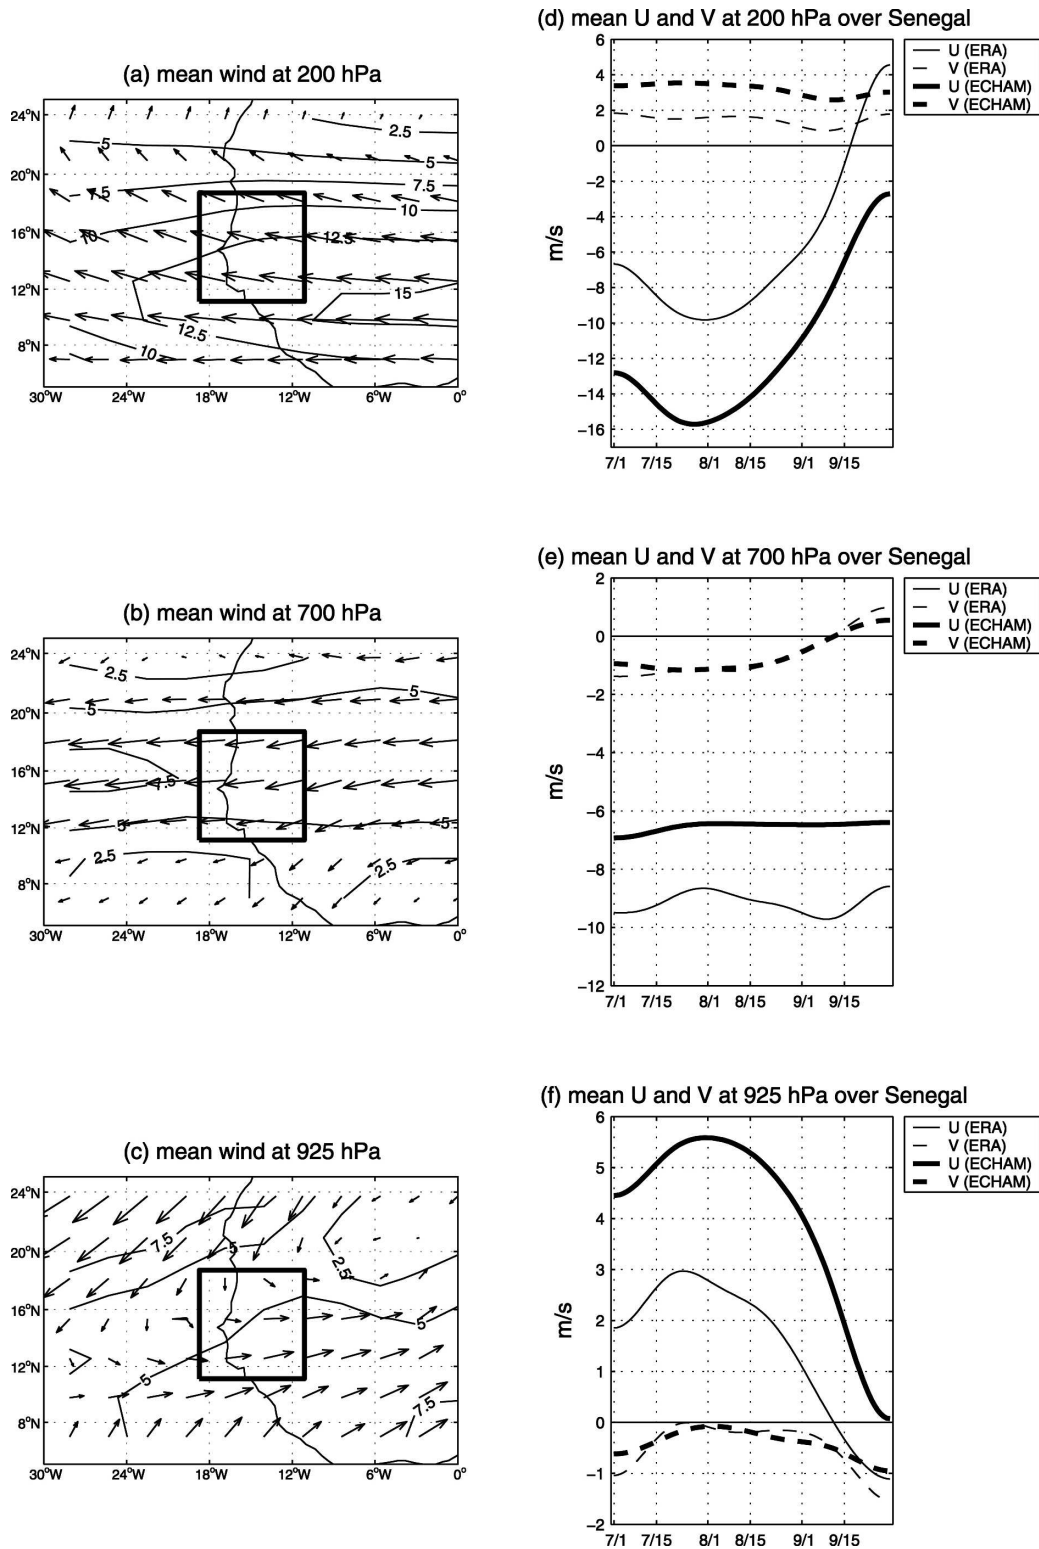 (a) mean wind at 200 hPa
24°N
20°N
16°N
12°N
8°N
30°W 24°W 18°W 12°W 6°W 0°
2.5
5
5
7.5
7.5
10
10
12.5
15
12.5
10
(d) mean U and V at 200 hPa over Senegal
6
4
2
0
−2
−4
−6
−8
−10
−12
−14
−16
m/s
7/1 7/15 8/1 8/15 9/1 9/15
U (ERA)
V (ERA)
U (ECHAM)
V (ECHAM)
(b) mean wind at 700 hPa
24°N
20°N
16°N
12°N
8°N
30°W 24°W 18°W 12°W 6°W 0°
2.5
5
5
7.5
5
5
2.5
2.5
(e) mean U and V at 700 hPa over Senegal
2
0
−2
−4
−6
−8
−10
−12
m/s
7/1 7/15 8/1 8/15 9/1 9/15
U (ERA)
V (ERA)
U (ECHAM)
V (ECHAM)
(c) mean wind at 925 hPa
24°N
20°N
16°N
12°N
8°N
30°W 24°W 18°W 12°W 6°W 0°
7.5
5
2.5
5
5
7.5
(f) mean U and V at 925 hPa over Senegal
6
5
4
3
2
1
0
−1
−2
m/s
7/1 7/15 8/1 8/15 9/1 9/15
U (ERA)
V (ERA)
U (ECHAM)
V (ECHAM)